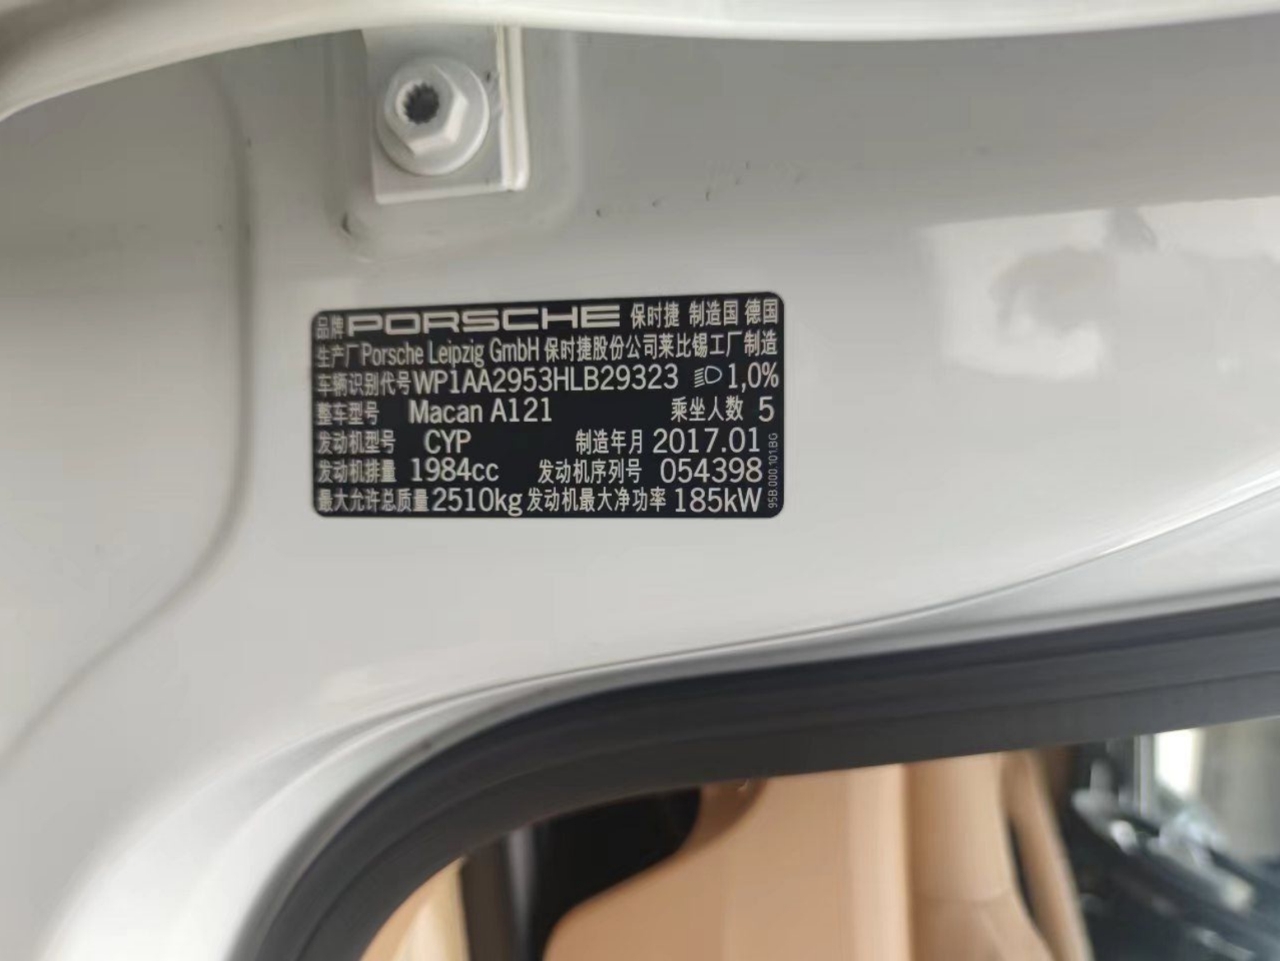 品牌 PORSCHE 保时捷 制造国 德国
生产厂 Porsche Leipzig GmbH 保时捷股份公司莱比锡工厂制造
车辆识别代号 WP1AA2953HLB29323 1,0%
整车型号 Macan A121 乘坐人数 5
发动机型号 CYP 制造年月 2017.01
发动机排量 1984cc 发动机序列号 054398
最大允许总质量 2510kg 发动机最大净功率 185kW
95B.000.101.BG